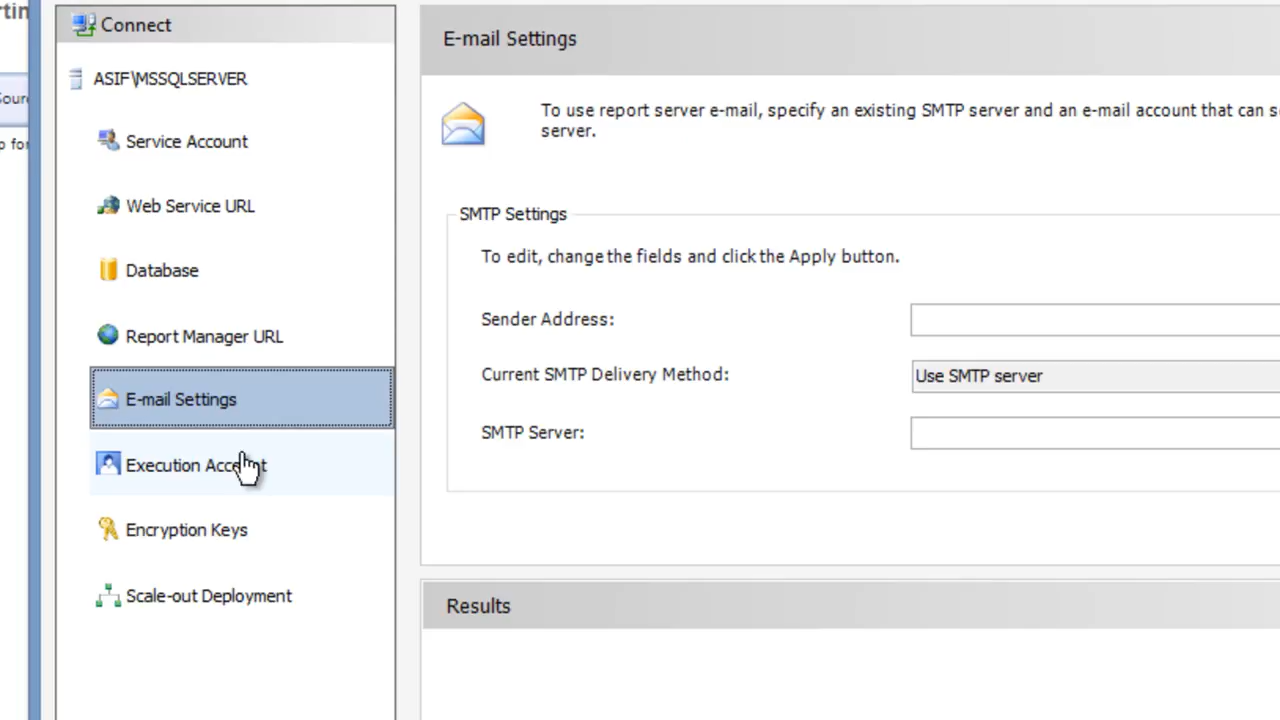 Connect
ASIF\MSSQLSERVER
Service Account
Web Service URL
Database
Report Manager URL
E-mail Settings
Execution Account
Encryption Keys
Scale-out Deployment
E-mail Settings
To use report server e-mail, specify an existing SMTP server and an e-mail account that can s
server.
SMTP Settings
To edit, change the fields and click the Apply button.
Sender Address:
Current SMTP Delivery Method:
Use SMTP server
SMTP Server:
Results